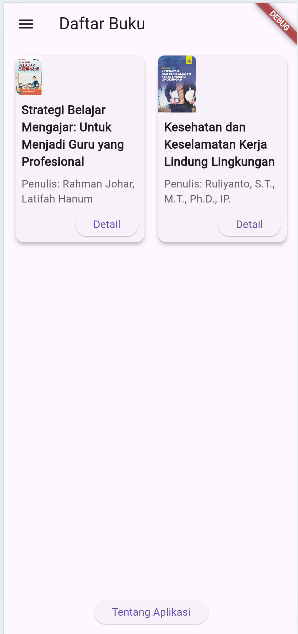 Daftar Buku
DEBUG
Strategi Belajar
Mengajar: Untuk
Menjadi Guru yang
Profesional
Penulis: Rahman Johar,
Latifah Hanum
Detail
Kesehatan dan
Keselamatan Kerja
Lindung Lingkungan
Penulis: Ruliyanto, S.T.,
M.T., Ph.D., IP.
Detail
Tentang Aplikasi